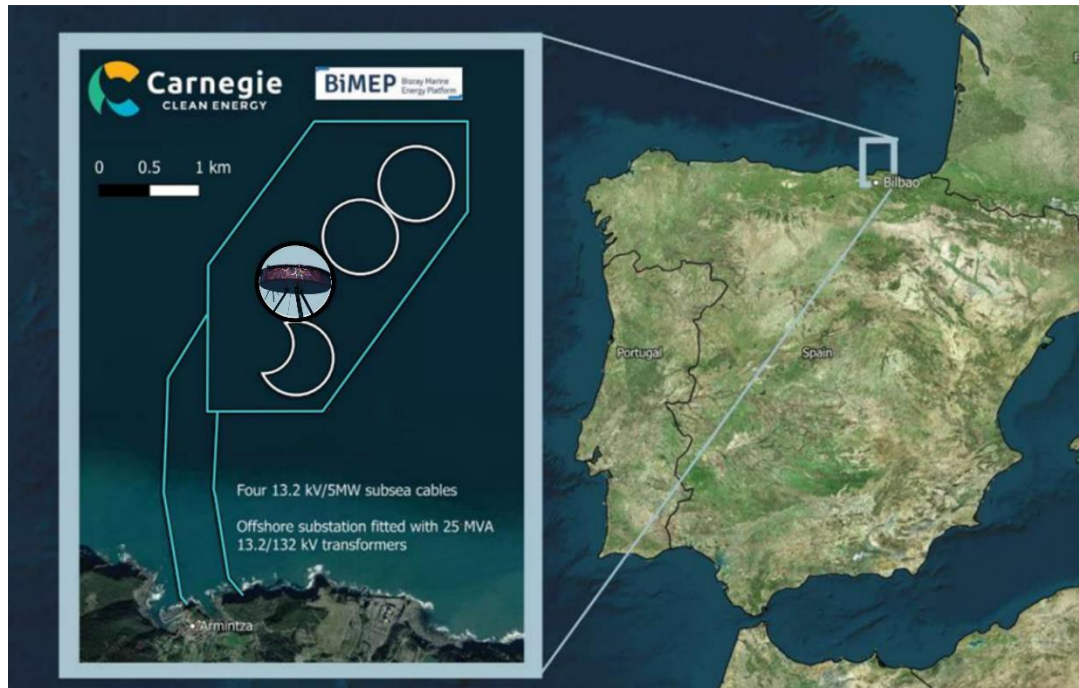 Carnegie
CLEAN ENERGY
BiMEP
Biscay Marine
Energy Platform
0 0.5 1 km
Four 13.2 kV/5MW subsea cables
Offshore substation fitted with 25 MVA
13.2/132 kV transformers
Armintza
Bilbao
Portugal
Spain